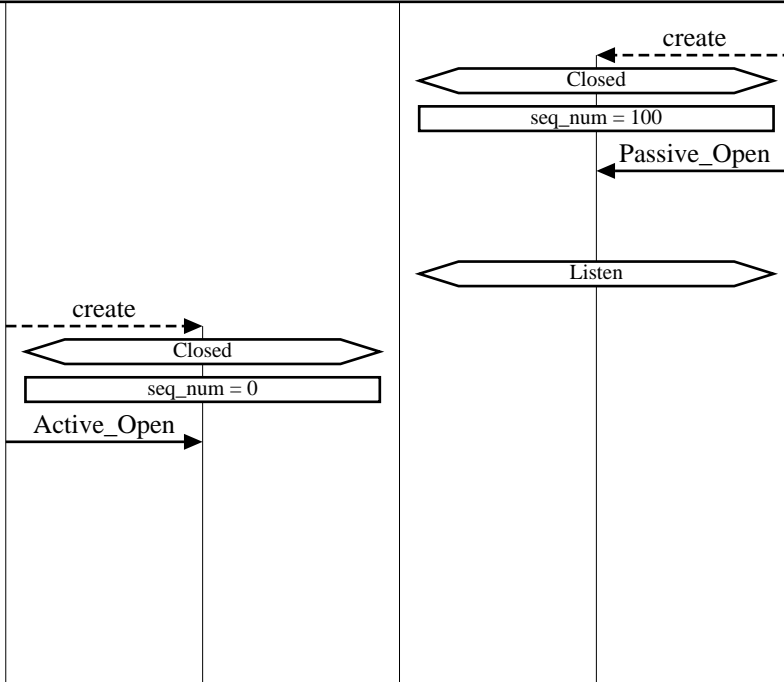 create
Closed
seq_num = 100
Passive_Open
Listen
create
Closed
seq_num = 0
Active_Open